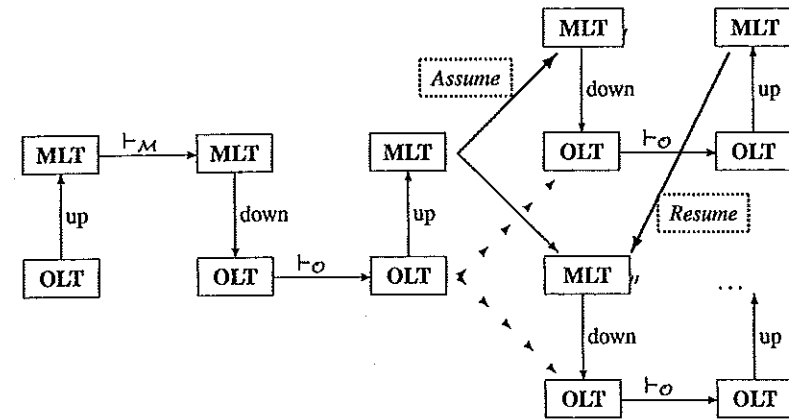 MLT ′ MLT
Assume
down up
⊢M ⊢O
MLT MLT MLT OLT OLT
up down up Resume
⊢O
OLT OLT OLT MLT ″ ...
down up
⊢O
OLT OLT